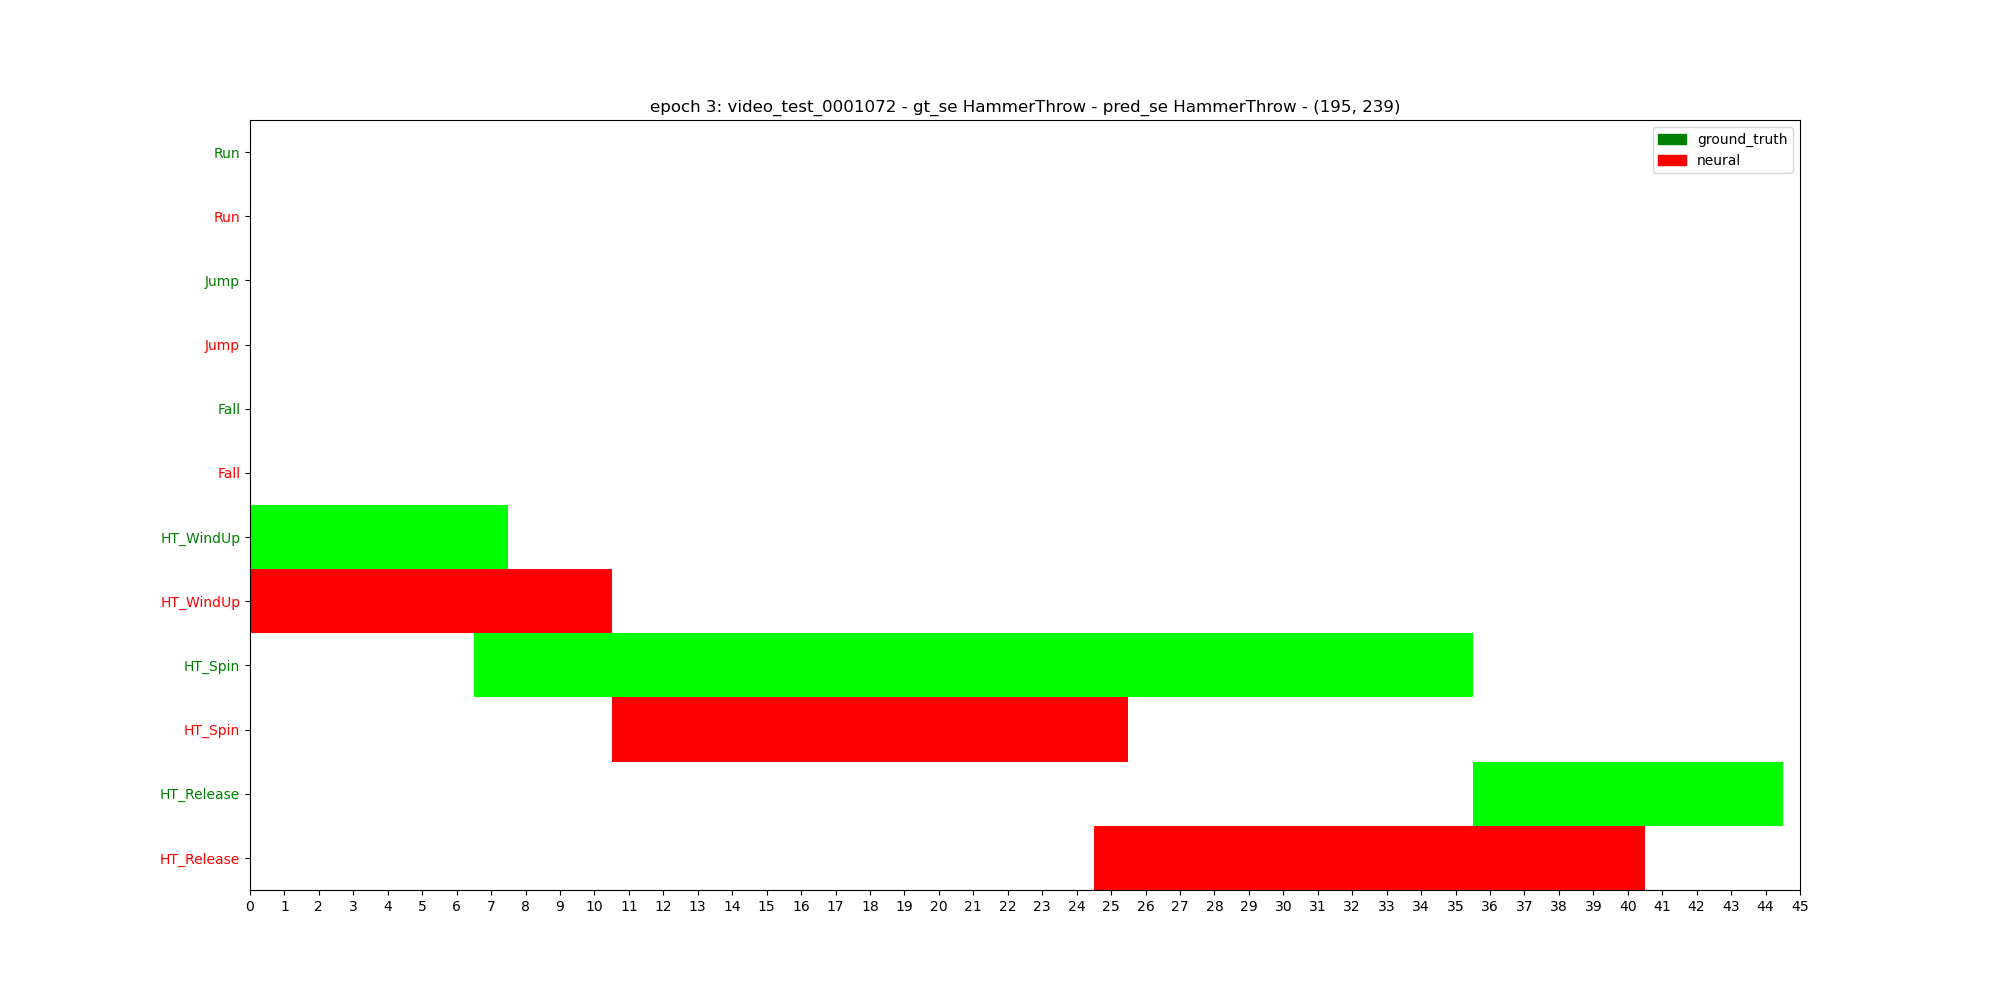 epoch 3: video_test_0001072 - gt_se HammerThrow - pred_se HammerThrow - (195, 239)
ground_truth
neural
Run
Run
Jump
Jump
Fall
Fall
HT_WindUp
HT_WindUp
HT_Spin
HT_Spin
HT_Release
HT_Release
0 1 2 3 4 5 6 7 8 9 10 11 12 13 14 15 16 17 18 19 20 21 22 23 24 25 26 27 28 29 30 31 32 33 34 35 36 37 38 39 40 41 42 43 44 45